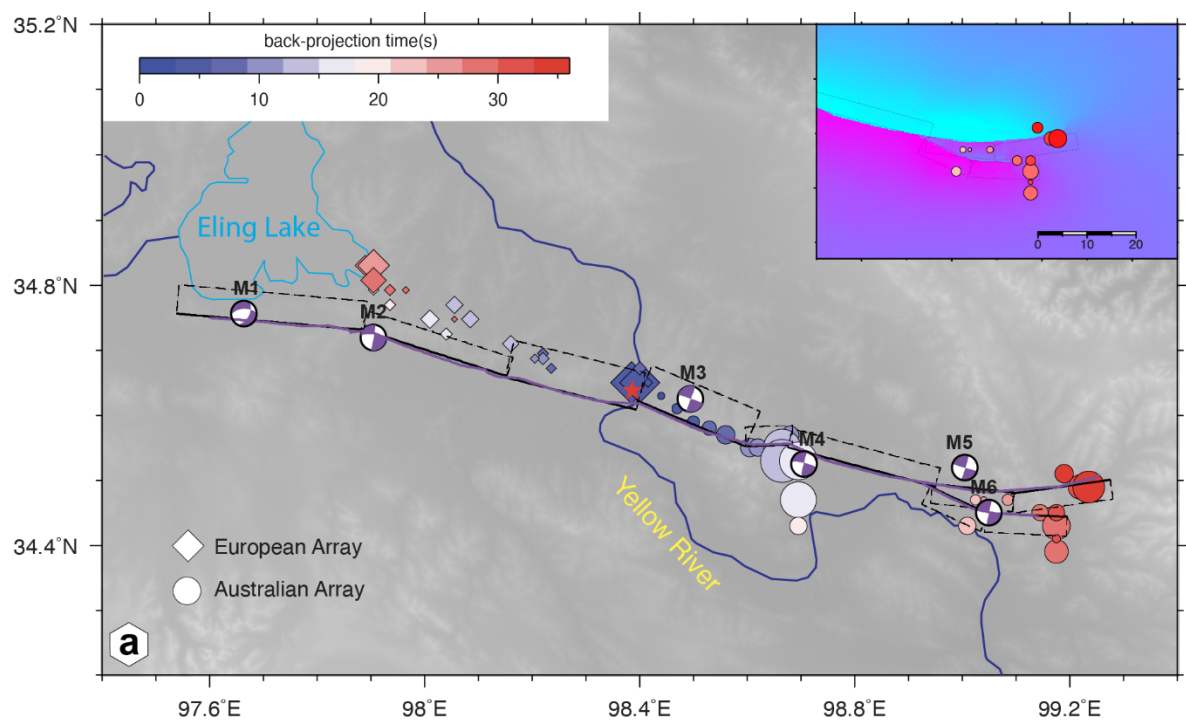 35.2°N
back-projection time(s)
0 10 20 30
0 10 20
Eling Lake
34.8°N
M1
M2
M3
M4
M5
M6
Yellow River
34.4°N
European Array
Australian Array
a
97.6°E 98°E 98.4°E 98.8°E 99.2°E